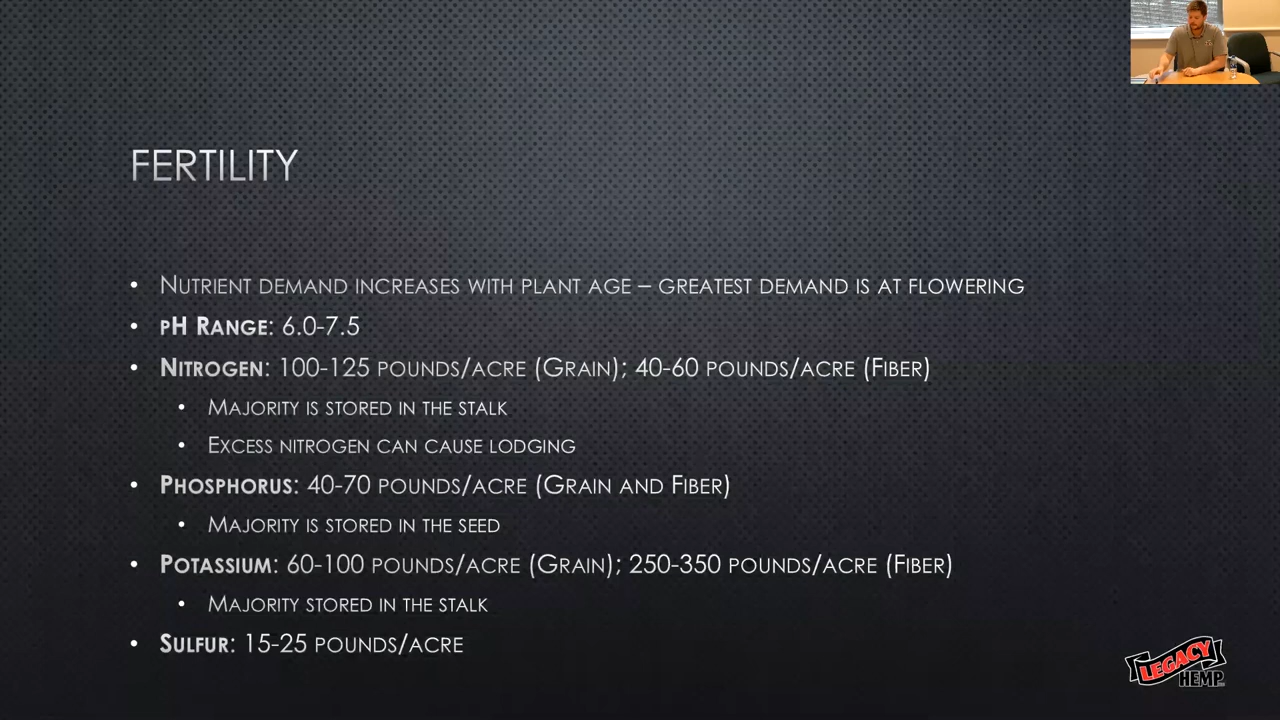 FERTILITY
• NUTRIENT DEMAND INCREASES WITH PLANT AGE – GREATEST DEMAND IS AT FLOWERING
• PH RANGE: 6.0-7.5
• NITROGEN: 100-125 POUNDS/ACRE (GRAIN); 40-60 POUNDS/ACRE (FIBER)
• MAJORITY IS STORED IN THE STALK
• EXCESS NITROGEN CAN CAUSE LODGING
• PHOSPHORUS: 40-70 POUNDS/ACRE (GRAIN AND FIBER)
• MAJORITY IS STORED IN THE SEED
• POTASSIUM: 60-100 POUNDS/ACRE (GRAIN); 250-350 POUNDS/ACRE (FIBER)
• MAJORITY STORED IN THE STALK
• SULFUR: 15-25 POUNDS/ACRE
LEGACY
HEMP